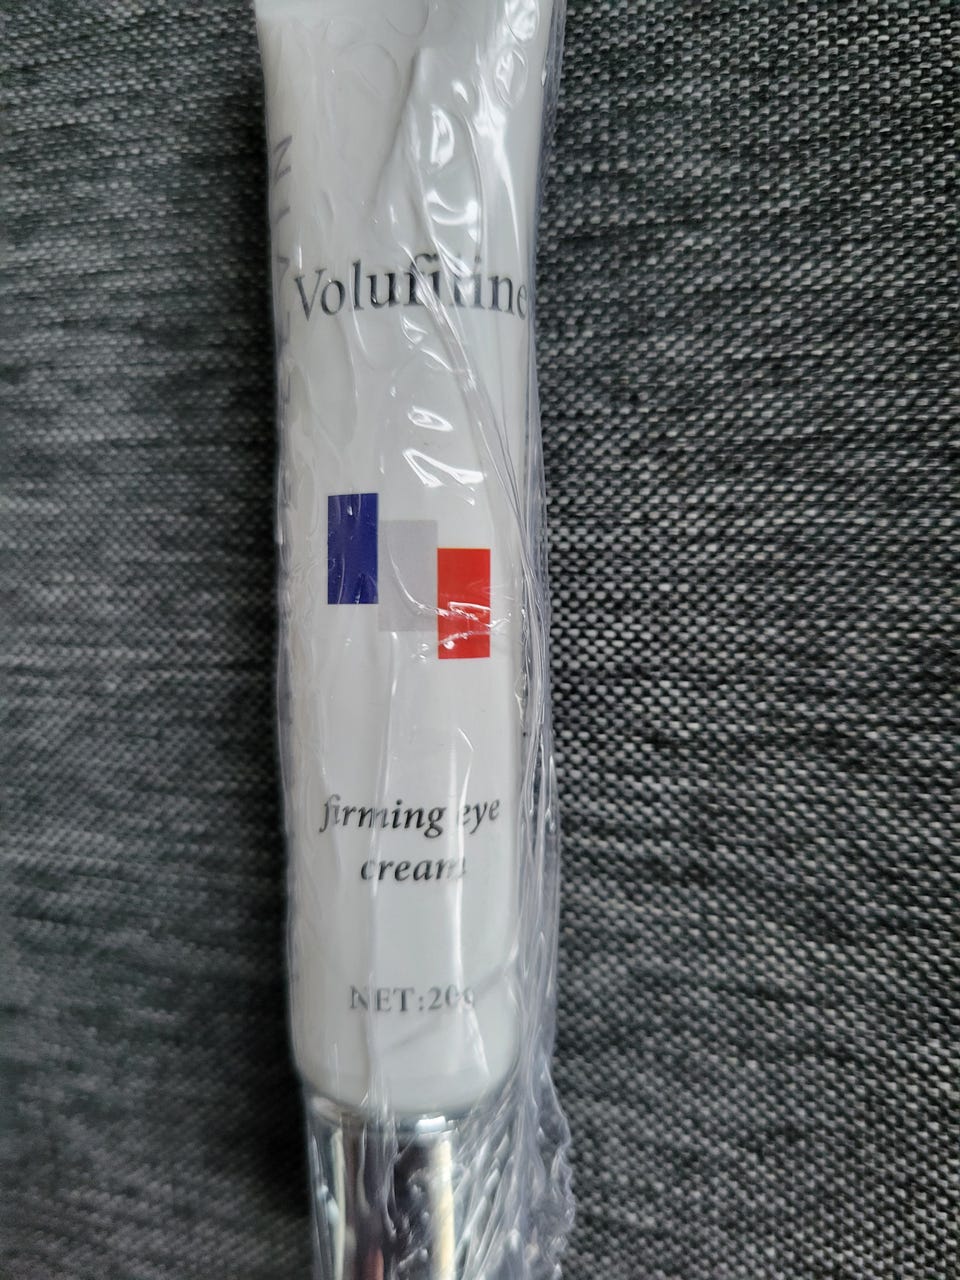 Volufiline
firming eye
cream
NET:20g